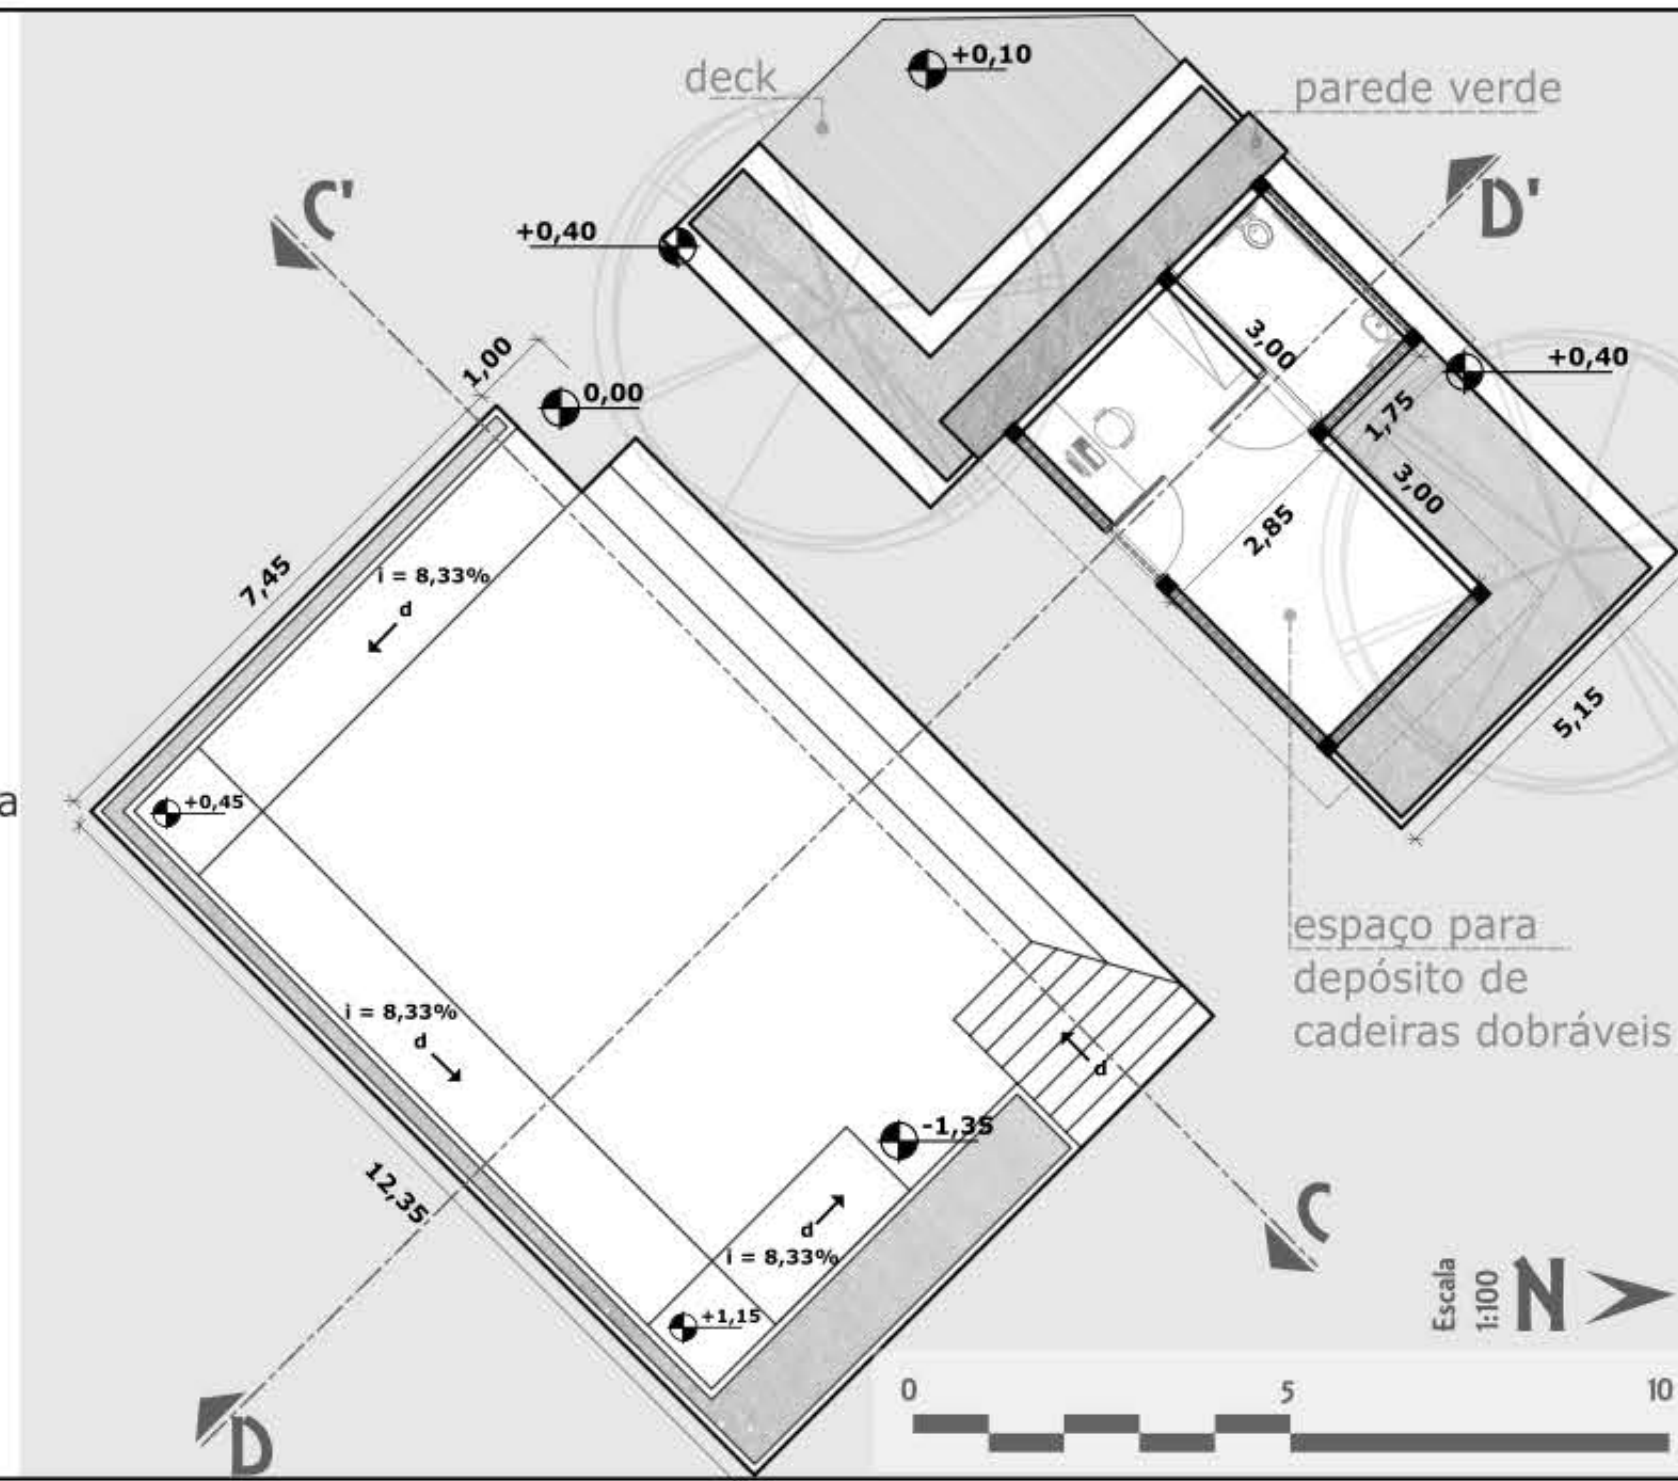 +0,10
deck
parede verde
C'
D'
+0,40
+0,40
1,00
0,00
3,00
1,75
3,00
2,85
7,45
i = 8,33%
d
5,15
a
+0,45
espaço para
depósito de
cadeiras dobráveis
i = 8,33%
d
d
-1,35
12,35
C
d
i = 8,33%
+1,15
Escala
1:100
N
D
0 5 10